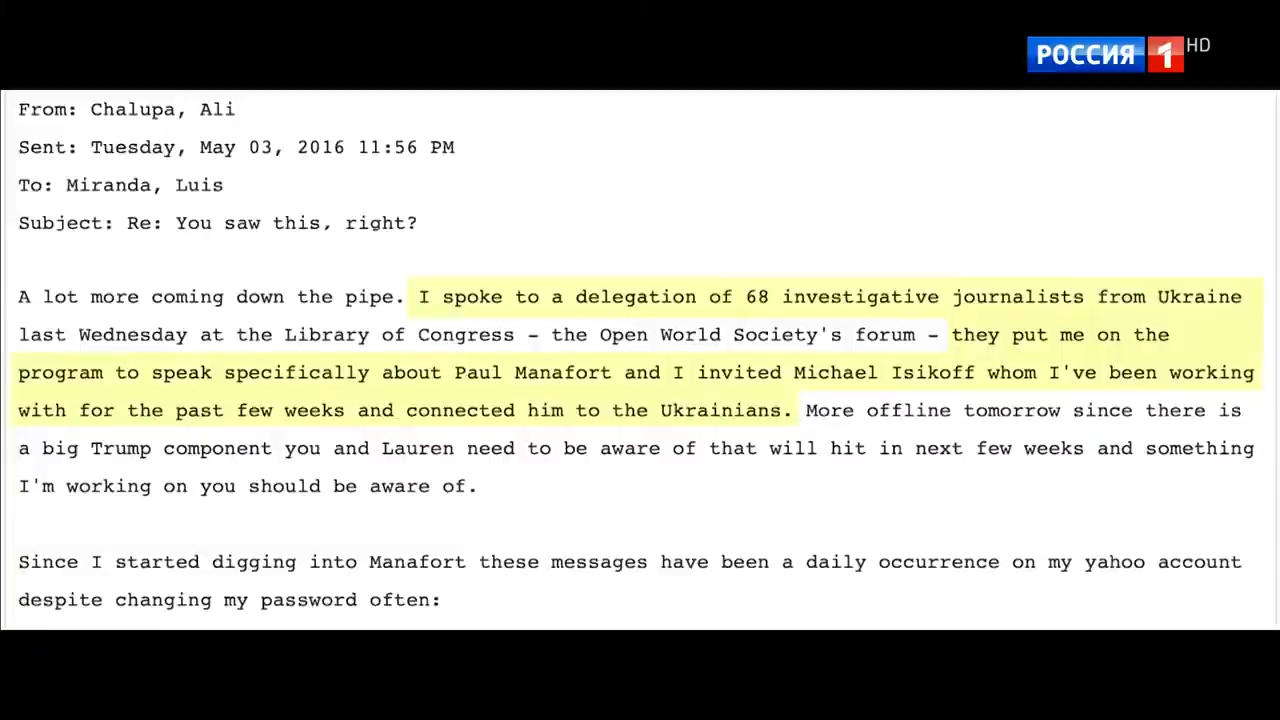 РОССИЯ 1 HD
From: Chalupa, Ali
Sent: Tuesday, May 03, 2016 11:56 PM
To: Miranda, Luis
Subject: Re: You saw this, right?
A lot more coming down the pipe. I spoke to a delegation of 68 investigative journalists from Ukraine
last Wednesday at the Library of Congress – the Open World Society's forum – they put me on the
program to speak specifically about Paul Manafort and I invited Michael Isikoff whom I've been working
with for the past few weeks and connected him to the Ukrainians. More offline tomorrow since there is
a big Trump component you and Lauren need to be aware of that will hit in next few weeks and something
I'm working on you should be aware of.
Since I started digging into Manafort these messages have been a daily occurrence on my yahoo account
despite changing my password often: